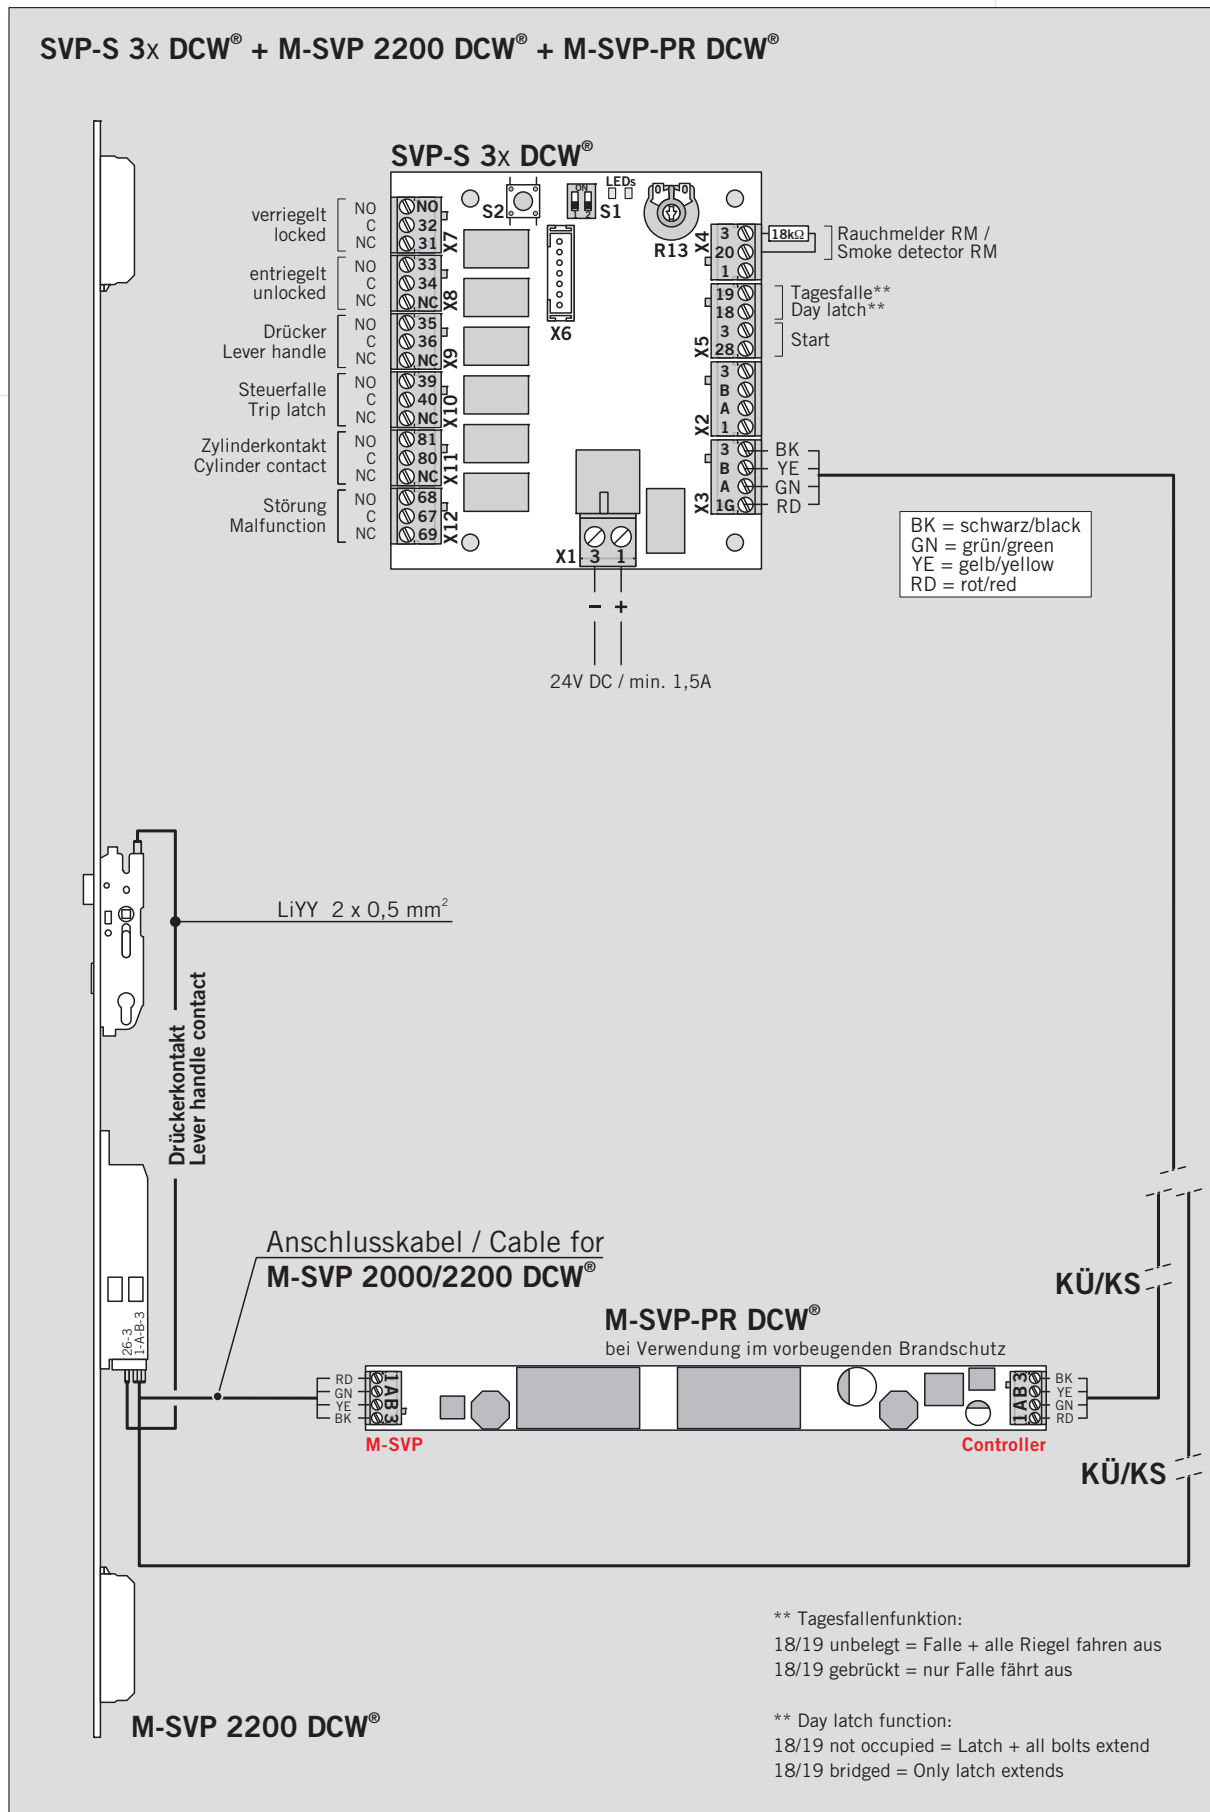 SVP-S 3x DCW® + M-SVP 2200 DCW® + M-SVP-PR DCW®
SVP-S 3x DCW®
verriegelt
locked
NO
C
NC
NO
32
31
X7
entriegelt
unlocked
NO
C
NC
33
34
NC
X8
Drücker
Lever handle
NO
C
NC
35
36
NC
X9
Steuerfalle
Trip latch
NO
C
NC
39
40
NC
X10
Zylinderkontakt
Cylinder contact
NO
C
NC
81
80
NC
X11
Störung
Malfunction
NO
C
NC
68
67
69
X12
S2
ON
1 2
S1
LEDs
R13
X6
X4
3
20
1
18kΩ
Rauchmelder RM /
Smoke detector RM
X5
19
18
3
28
Tagesfalle**
Day latch**
Start
X2
3
B
A
1
X3
3
B
A
1G
BK
YE
GN
RD
BK = schwarz/black
GN = grün/green
YE = gelb/yellow
RD = rot/red
X1
3 1
– +
24V DC / min. 1,5A
LiYY 2 x 0,5 mm²
Drückerkontakt
Lever handle contact
26-3
1-A-B-3
Anschlusskabel / Cable for
M-SVP 2000/2200 DCW®
KÜ/KS
M-SVP-PR DCW®
bei Verwendung im vorbeugenden Brandschutz
RD
GN
YE
BK
1AB3
M-SVP
1AB3
BK
YE
GN
RD
Controller
KÜ/KS
** Tagesfallenfunktion:
18/19 unbelegt = Falle + alle Riegel fahren aus
18/19 gebrückt = nur Falle fährt aus
** Day latch function:
18/19 not occupied = Latch + all bolts extend
18/19 bridged = Only latch extends
M-SVP 2200 DCW®